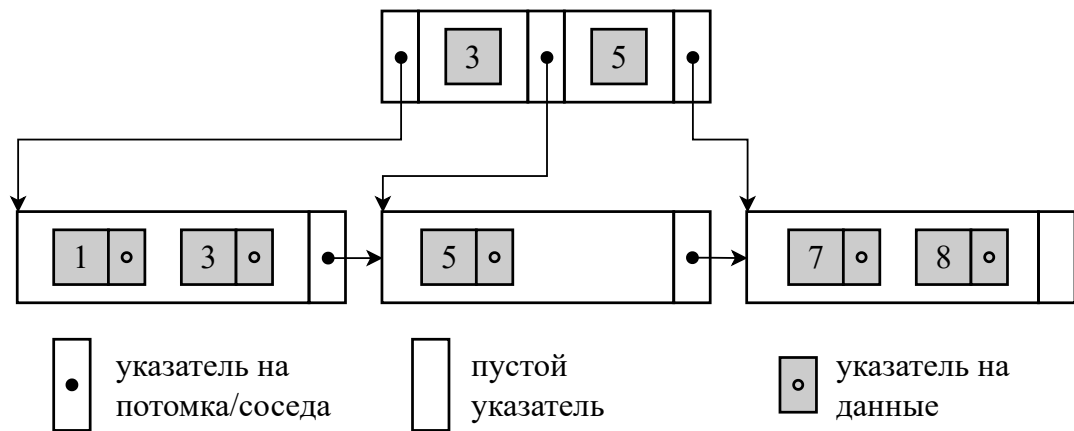 3 5
1 3 5 7 8
указатель на
потомка/соседа
пустой
указатель
указатель на
данные